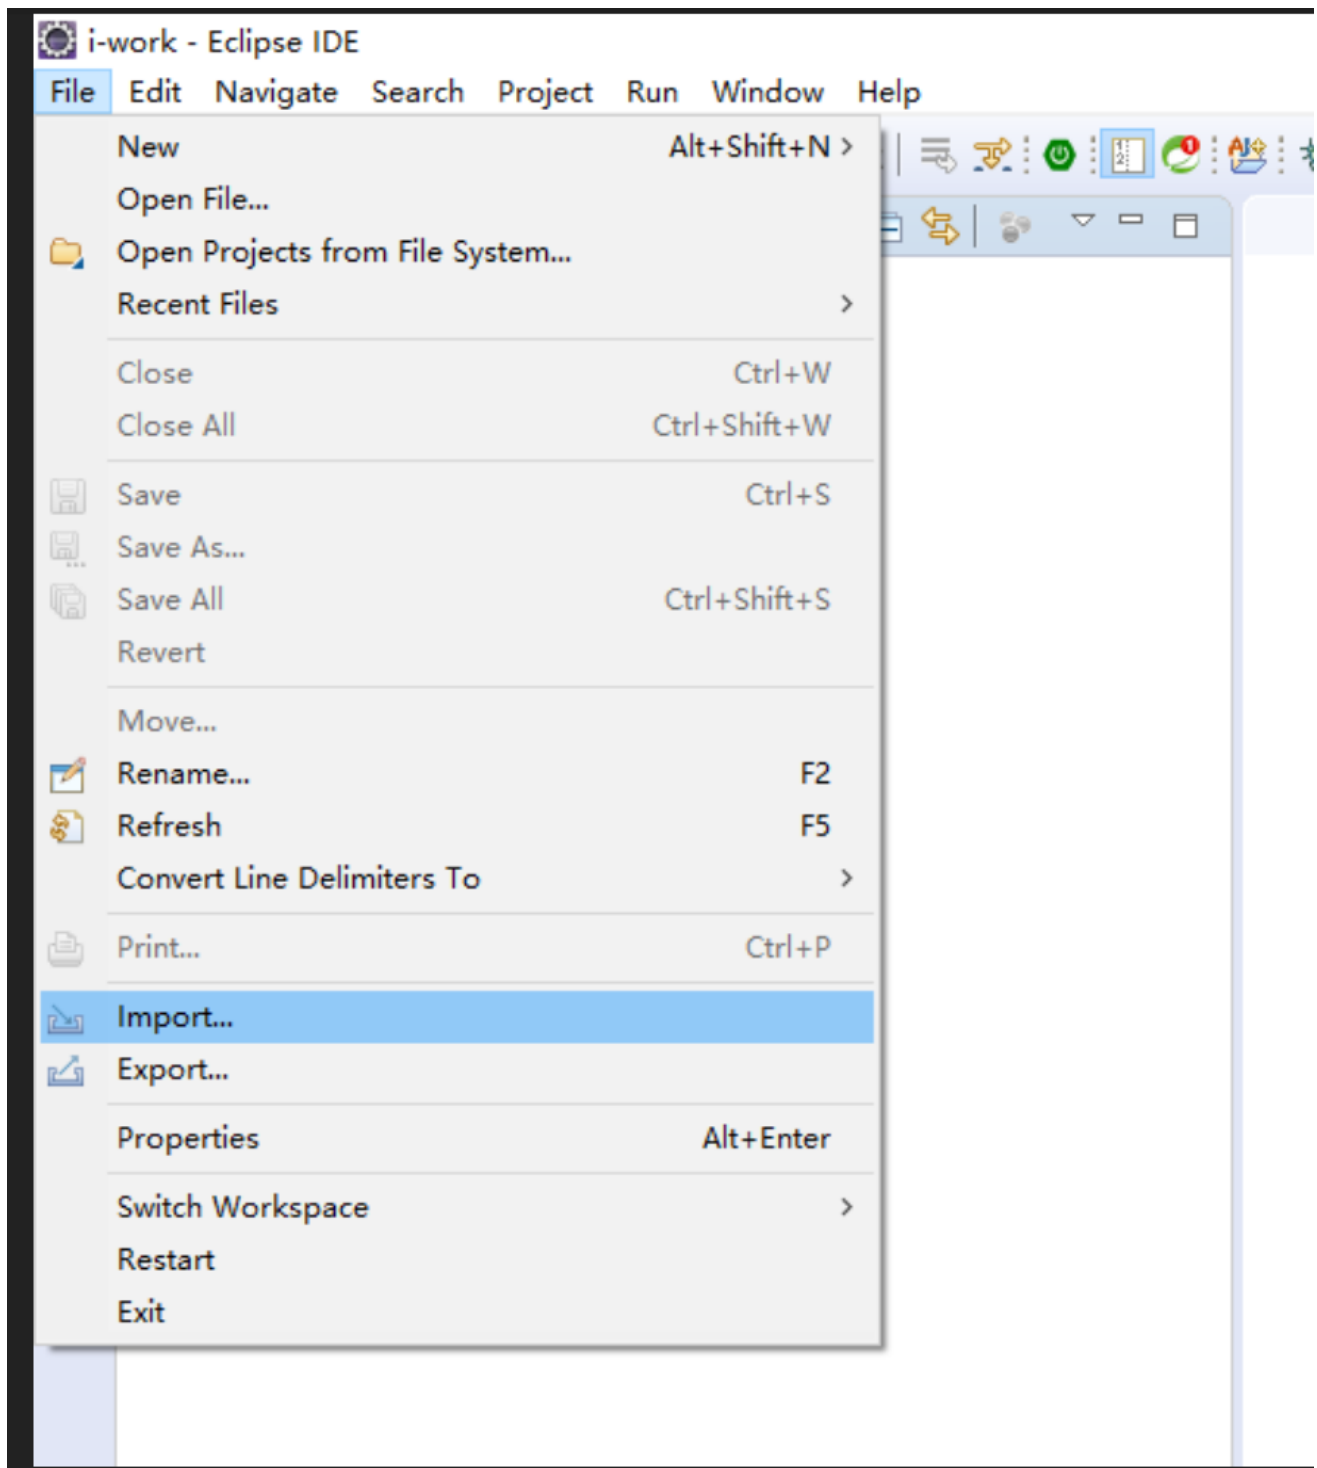 i-work - Eclipse IDE
File Edit Navigate Search Project Run Window Help
New Alt+Shift+N >
Open File...
Open Projects from File System...
Recent Files >
Close Ctrl+W
Close All Ctrl+Shift+W
Save Ctrl+S
Save As...
Save All Ctrl+Shift+S
Revert
Move...
Rename... F2
Refresh F5
Convert Line Delimiters To >
Print... Ctrl+P
Import...
Export...
Properties Alt+Enter
Switch Workspace >
Restart
Exit